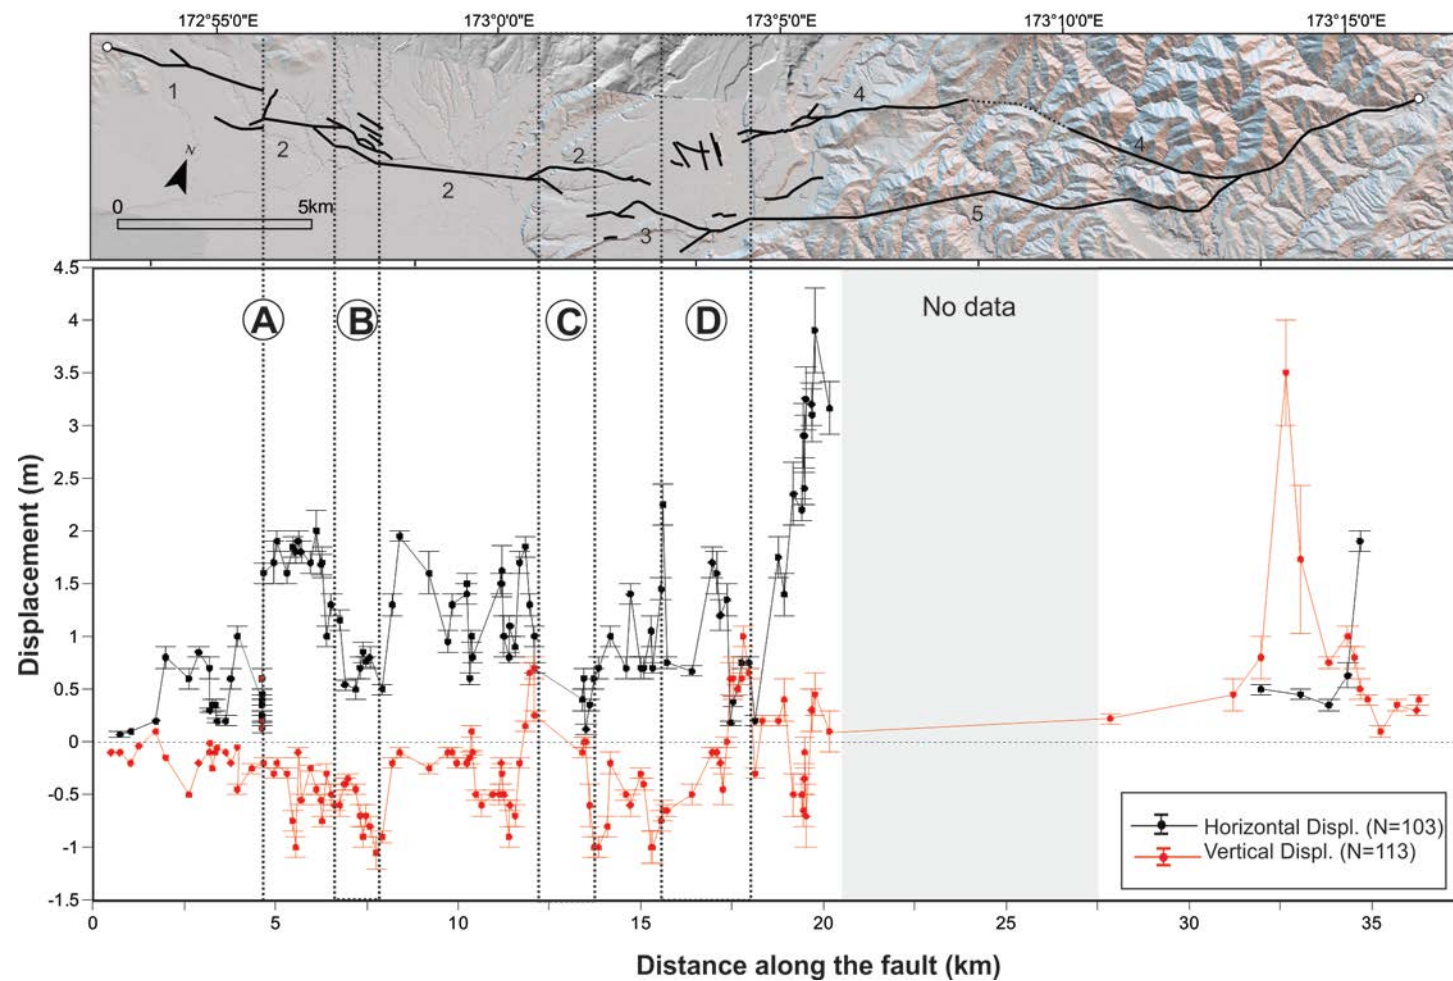 172°55'0"E 173°0'0"E 173°5'0"E 173°10'0"E 173°15'0"E
1
2
2
2
3
4
4
5
N
0 5km
4.5
4
3.5
3
2.5
2
1.5
1
0.5
0
-0.5
-1
-1.5
Displacement (m)
A B C D
No data
Horizontal Displ. (N=103)
Vertical Displ. (N=113)
0 5 10 15 20 30 35
Distance along the fault (km)